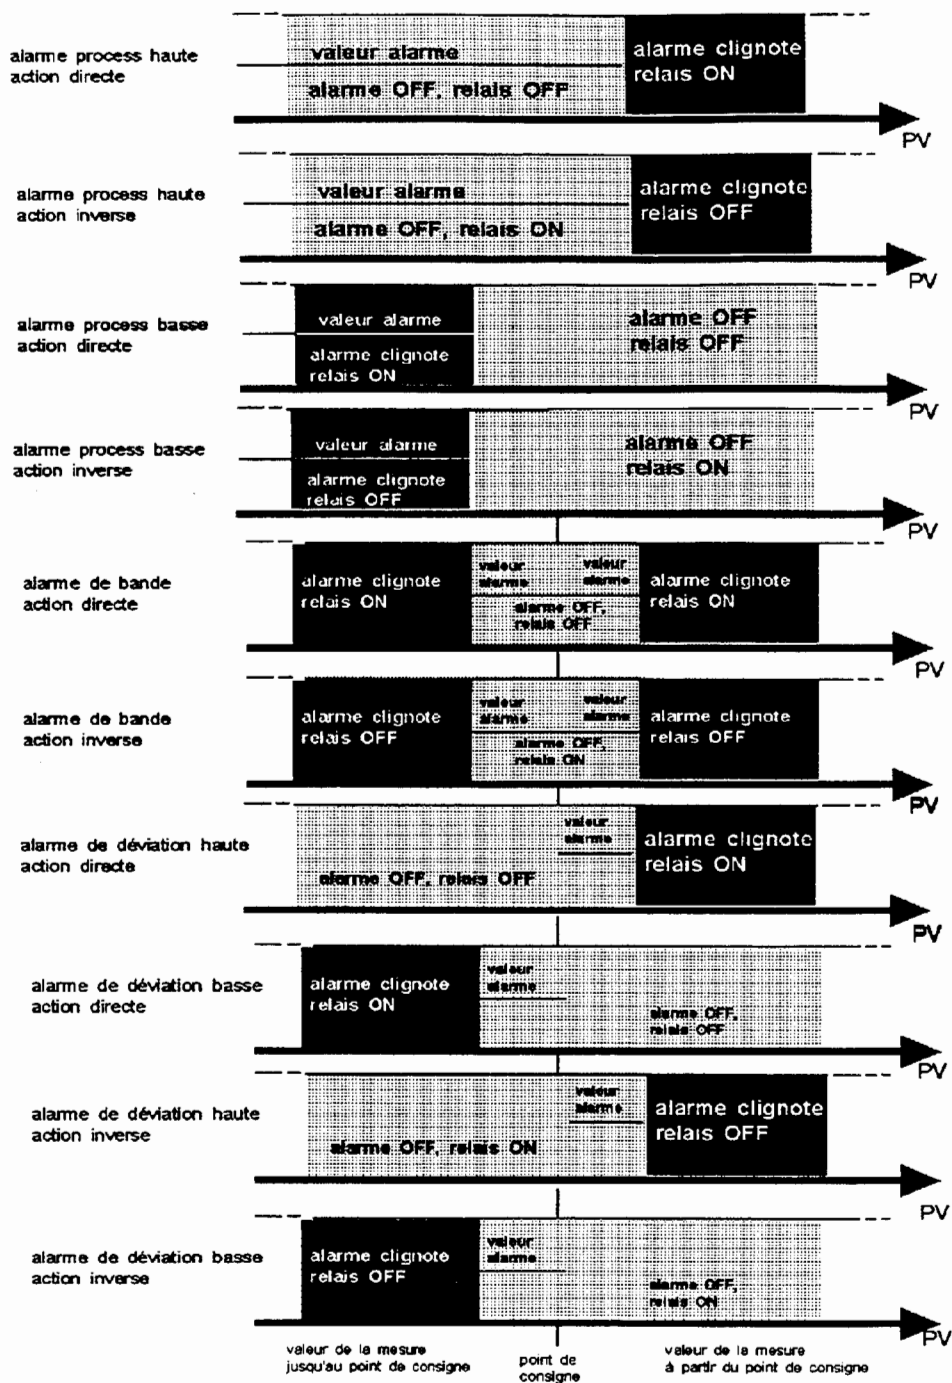 alarme process haute
action directe
valeur alarme
alarme OFF, relais OFF
alarme clignote
relais ON
PV
alarme process haute
action inverse
valeur alarme
alarme OFF, relais ON
alarme clignote
relais OFF
PV
alarme process basse
action directe
valeur alarme
alarme clignote
relais ON
alarme OFF
relais OFF
PV
alarme process basse
action inverse
valeur alarme
alarme clignote
relais OFF
alarme OFF
relais ON
PV
alarme de bande
action directe
alarme clignote
relais ON
valeur
alarme
valeur
alarme
alarme OFF,
relais OFF
alarme clignote
relais ON
PV
alarme de bande
action inverse
alarme clignote
relais OFF
valeur
alarme
valeur
alarme
alarme OFF,
relais ON
alarme clignote
relais OFF
PV
alarme de déviation haute
action directe
valeur
alarme
alarme OFF, relais OFF
alarme clignote
relais ON
PV
alarme de déviation basse
action directe
alarme clignote
relais ON
valeur
alarme
alarme OFF,
relais OFF
PV
alarme de déviation haute
action inverse
valeur
alarme
alarme OFF, relais ON
alarme clignote
relais OFF
PV
alarme de déviation basse
action inverse
alarme clignote
relais OFF
valeur
alarme
alarme OFF,
relais ON
PV
valeur de la mesure
jusqu'au point de consigne
point de
consigne
valeur de la mesure
à partir du point de consigne